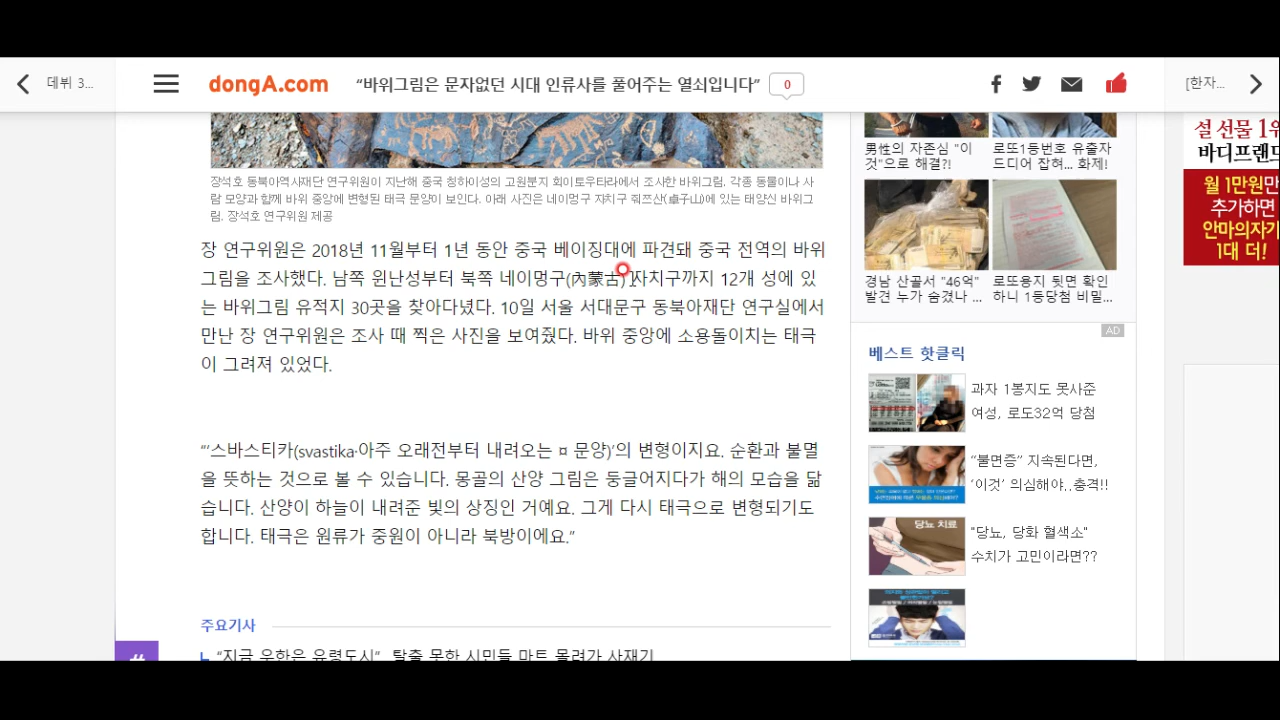 데뷔 3...
dongA.com
“바위그림은 문자없던 시대 인류사를 풀어주는 열쇠입니다”
0
[한자...
장석호 동북아역사재단 연구위원이 지난해 중국 칭하이성의 고원분지 회이토우타라에서 조사한 바위그림. 각종 동물이나 사
람 모양과 함께 바위 중앙에 변형된 태극 문양이 보인다. 아래 사진은 네이멍구 자치구 줘쯔산(卓子山)에 있는 태양신 바위그
림. 장석호 연구위원 제공
장 연구위원은 2018년 11월부터 1년 동안 중국 베이징대에 파견돼 중국 전역의 바위
그림을 조사했다. 남쪽 윈난성부터 북쪽 네이멍구(內蒙古) 자치구까지 12개 성에 있
는 바위그림 유적지 30곳을 찾아다녔다. 10일 서울 서대문구 동북아재단 연구실에서
만난 장 연구위원은 조사 때 찍은 사진을 보여줬다. 바위 중앙에 소용돌이치는 태극
이 그려져 있었다.
“‘스바스티카(svastika·아주 오래전부터 내려오는 ¤ 문양)’의 변형이지요. 순환과 불멸
을 뜻하는 것으로 볼 수 있습니다. 몽골의 산양 그림은 둥글어지다가 해의 모습을 닮
습니다. 산양이 하늘이 내려준 빛의 상징인 거예요. 그게 다시 태극으로 변형되기도
합니다. 태극은 원류가 중원이 아니라 북방이에요.”
주요기사
“지금 우한은 유령도시” 탈출 못한 시민들 마트 몰려가 사재기
男性의 자존심 "이
것"으로 해결?!
로또1등번호 유출자
드디어 잡혀... 화제!
경남 산골서 "46억"
발견 누가 숨겼나 ...
로또용지 뒷면 확인
하니 1등당첨 비밀...
AD
베스트 핫클릭
과자 1봉지도 못사준
여성, 로도32억 당첨
“불면증” 지속된다면,
‘이것’ 의심해야..충격!!
당뇨 치료
"당뇨, 당화 혈색소"
수치가 고민이라면??
설 선물 1위
바디프랜드
월 1만원만
추가하면
안마의자가
1대 더!
#